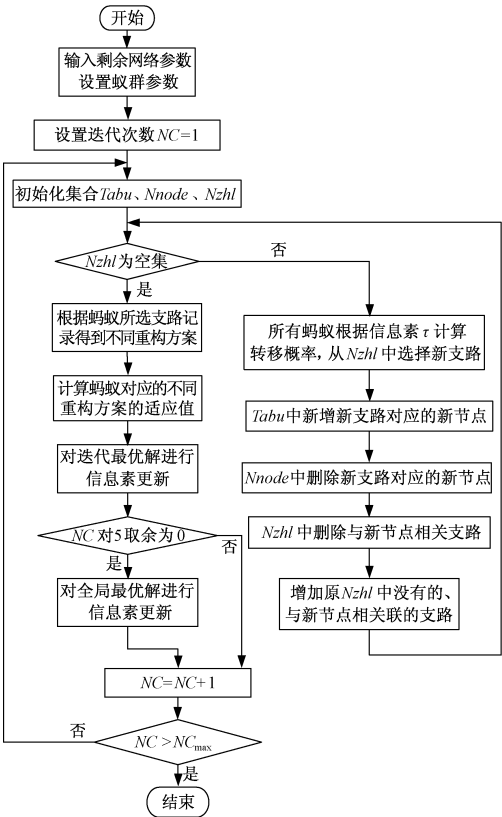 开始
输入剩余网络参数
设置蚁群参数
设置迭代次数NC=1
初始化集合Tabu、Nnode、Nzhl
Nzhl为空集
否
是
根据蚂蚁所选支路记
录得到不同重构方案
计算蚂蚁对应的不同
重构方案的适应值
对迭代最优解进行
信息素更新
NC对5取余为0
否
是
对全局最优解进行
信息素更新
所有蚂蚁根据信息素τ计算
转移概率,从Nzhl中选择新支路
Tabu中新增新支路对应的新节点
Nnode中删除新支路对应的新节点
Nzhl中删除与新节点相关支路
增加原Nzhl中没有的、
与新节点相关联的支路
NC=NC+1
否
NC>NCmax
是
结束